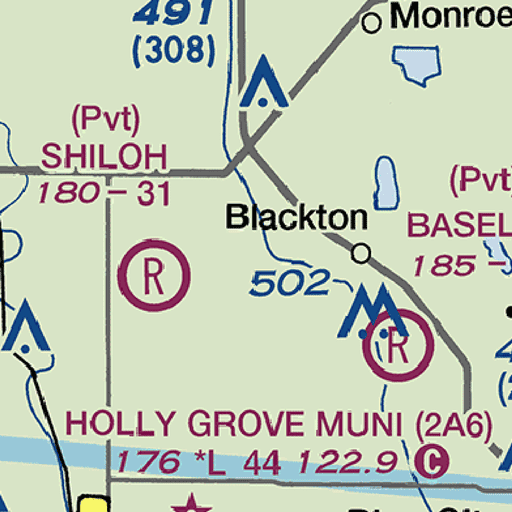 491
(308)
Monroe
(Pvt)
SHILOH
180 – 31
(Pvt)
BASEL
185 –
Blackton
R
502
R
HOLLY GROVE MUNI (2A6)
176 *L 44 122.9 C